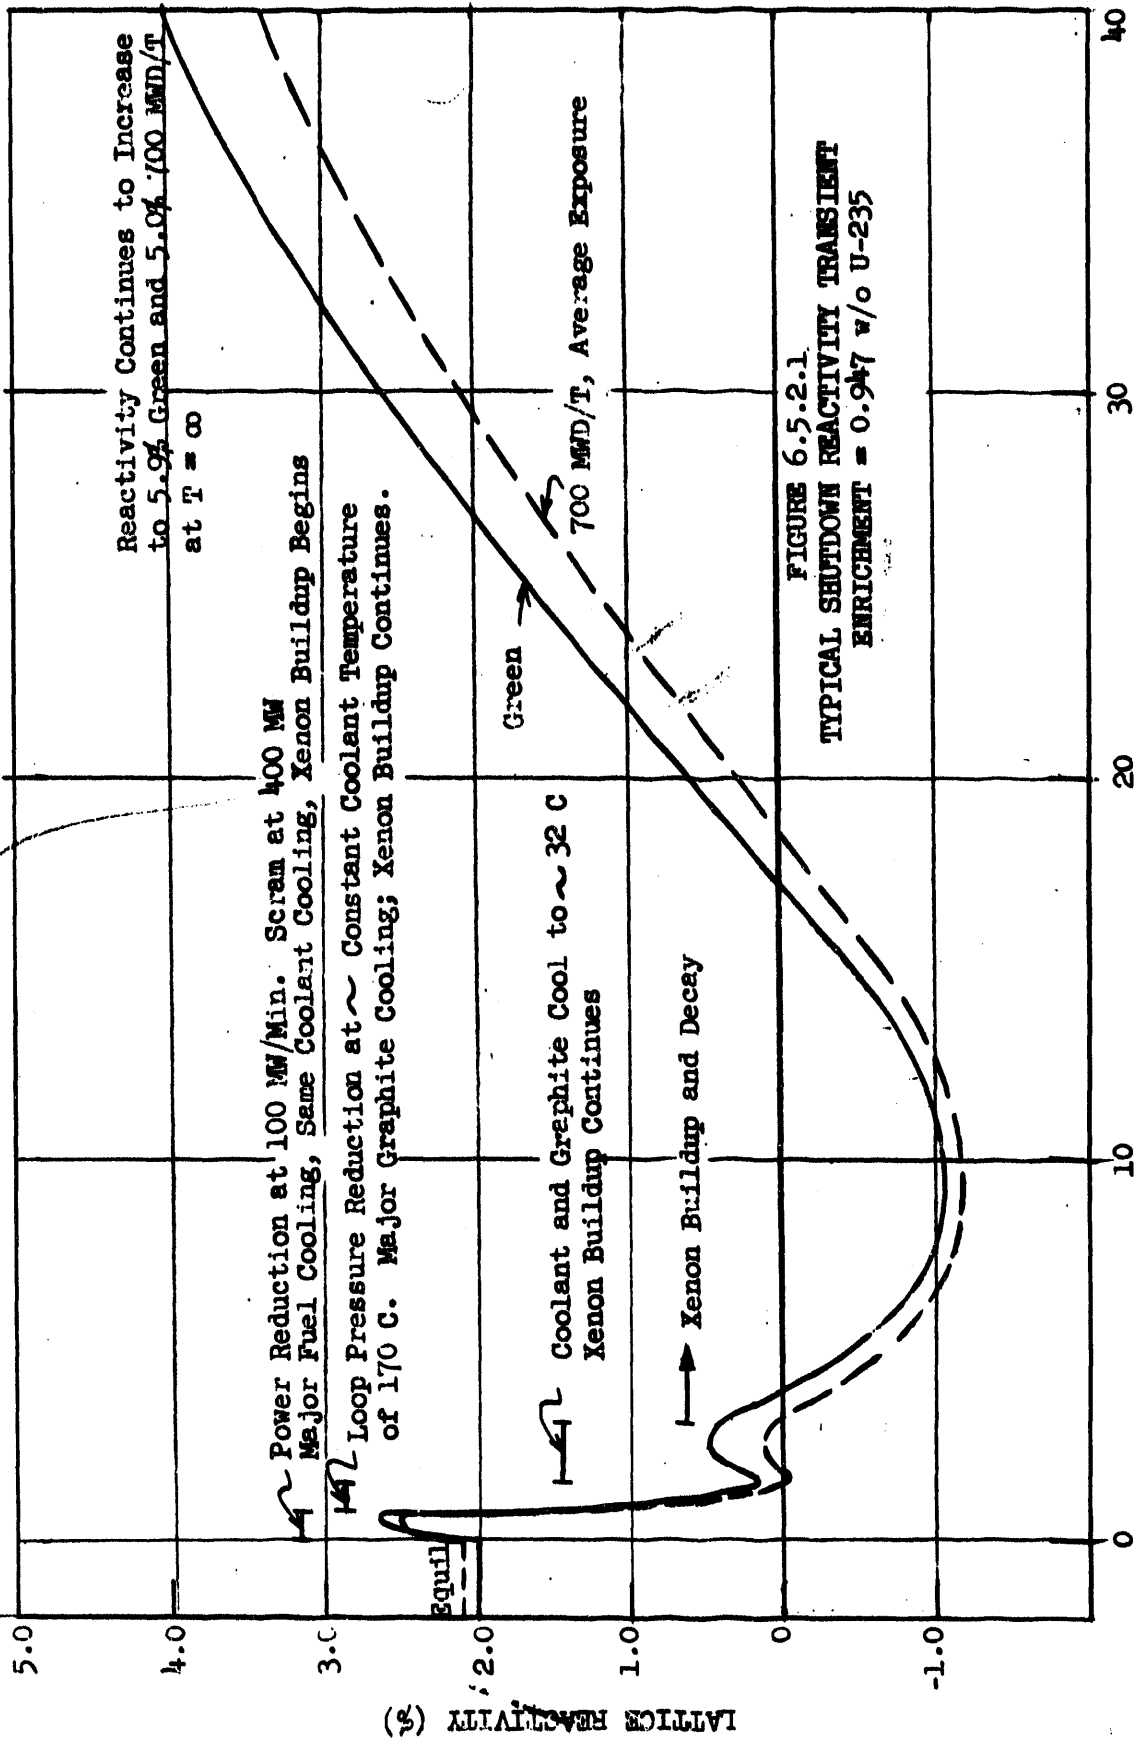 Reactivity Continues to Increase
to 5.9% Green and 5.0% 700 MWD/T
at T = ∞
Power Reduction at 100 MW/Min. Scram at 400 MW
Major Fuel Cooling, Same Coolant Cooling, Xenon Buildup Begins
Loop Pressure Reduction at ~ Constant Coolant Temperature
of 170 C. Major Graphite Cooling; Xenon Buildup Continues.
Coolant and Graphite Cool to ~ 32 C
Xenon Buildup Continues
Xenon Buildup and Decay
Green
700 MWD/T, Average Exposure
Equil
FIGURE 6.5.2.1
TYPICAL SHUTDOWN REACTIVITY TRANSIENT
ENRICHMENT = 0.947 w/o U-235
LATTICE REACTIVITY (%)
5.0
4.0
3.0
2.0
1.0
0
-1.0
0
10
20
30
40